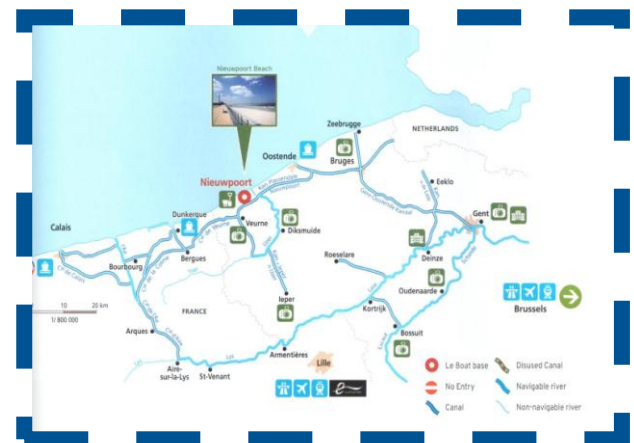 Nieuwpoort Beach
Zeebrugge
NETHERLANDS
Oostende
Bruges
Nieuwpoort
Eeklo
Dunkerque
Veurne
Diksmuide
Gent
Calais
Bergues
Bourbourg
Roeselare
Deinze
Oudenaarde
Ieper
10 20 km
1/ 800 000
FRANCE
Kortrijk
Bossuit
Brussels
Arques
Armentières
Lille
Lys
Aire-
sur-la-Lys
St-Venant
Le Boat base
Disused Canal
No Entry
Navigable river
Canal
Non-navigable river